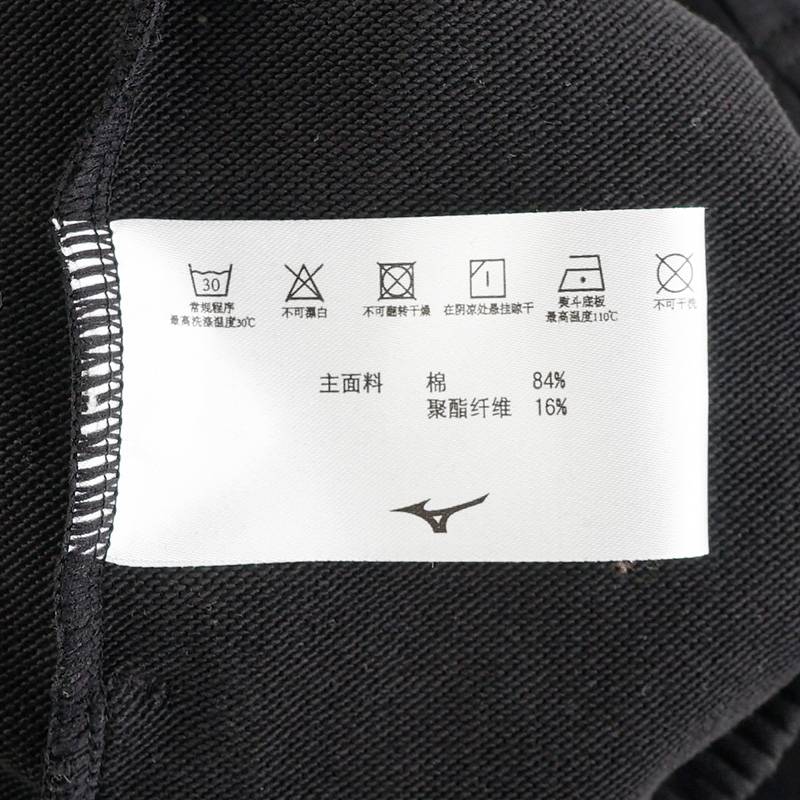 30
常规程序
最高洗涤温度30℃
不可漂白
不可翻转干燥
在阴凉处悬挂晾干
熨斗底板
最高温度110℃
不可干洗
主面料 棉 84%
聚酯纤维 16%